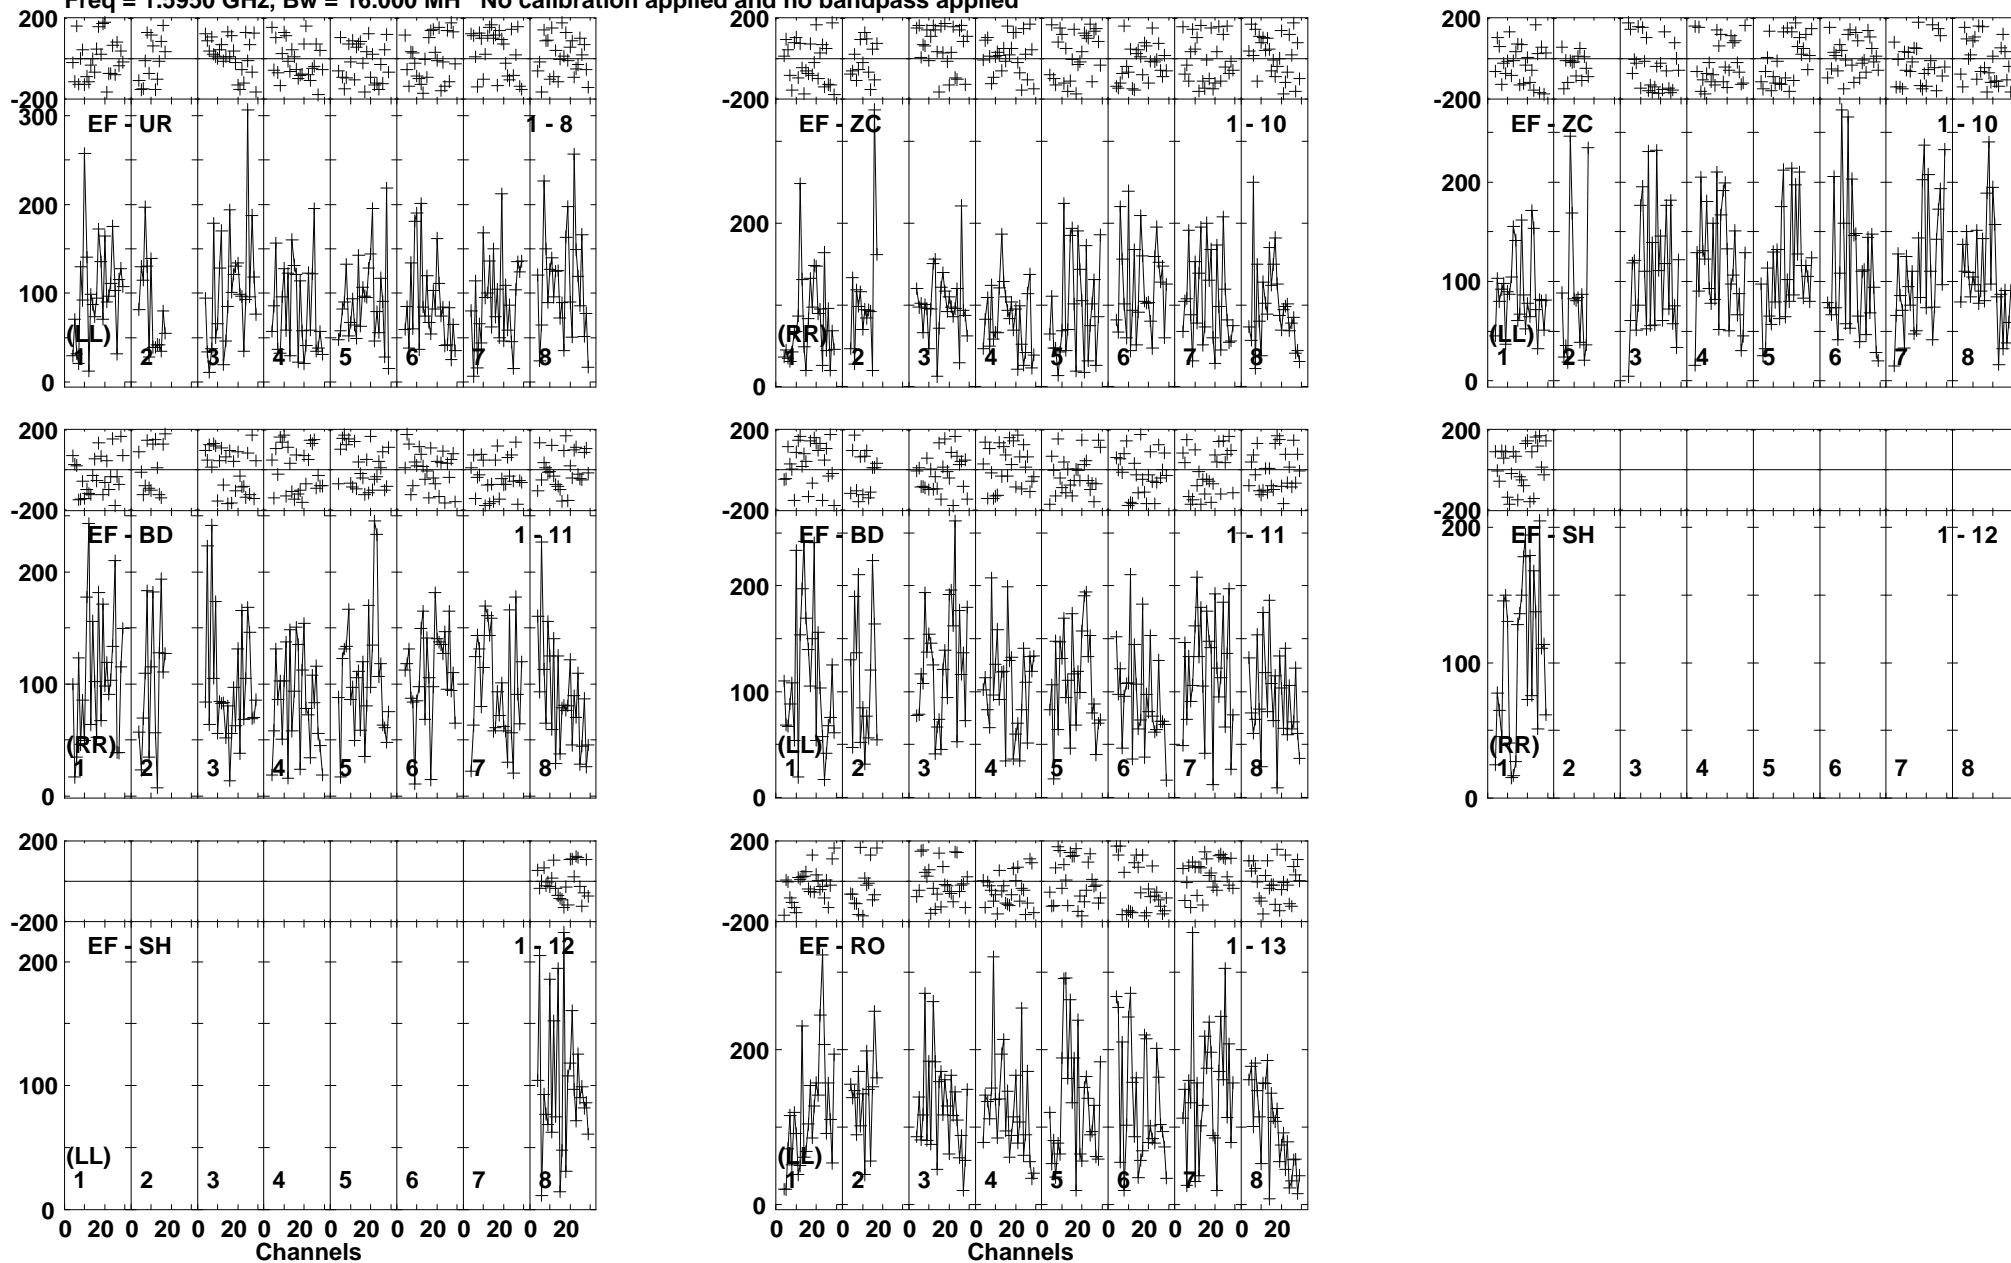 Freq = 1.5950 GHz, Bw = 16.000 MH No calibration applied and no bandpass applied
200
-200
300
200
100
0
EF - UR 1 - 8
(LL)
1 2 3 4 5 6 7 8
200
-200
200
0
EF - ZC 1 - 10
(RR)
1 2 3 4 5 6 7 8
200
-200
200
100
0
EF - ZC 1 - 10
(LL)
1 2 3 4 5 6 7 8
200
-200
200
100
0
EF - BD 1 - 11
(RR)
1 2 3 4 5 6 7 8
200
-200
200
100
0
EF - BD 1 - 11
(LL)
1 2 3 4 5 6 7 8
200
-200
200
100
0
EF - SH 1 - 12
(RR)
1 2 3 4 5 6 7 8
200
-200
200
100
0
EF - SH 1 - 12
(LL)
1 2 3 4 5 6 7 8
0 20 0 20 0 20 0 20 0 20 0 20 0 20 0 20
Channels
200
-200
200
0
EF - RO 1 - 13
(LL)
1 2 3 4 5 6 7 8
0 20 0 20 0 20 0 20 0 20 0 20 0 20 0 20
Channels